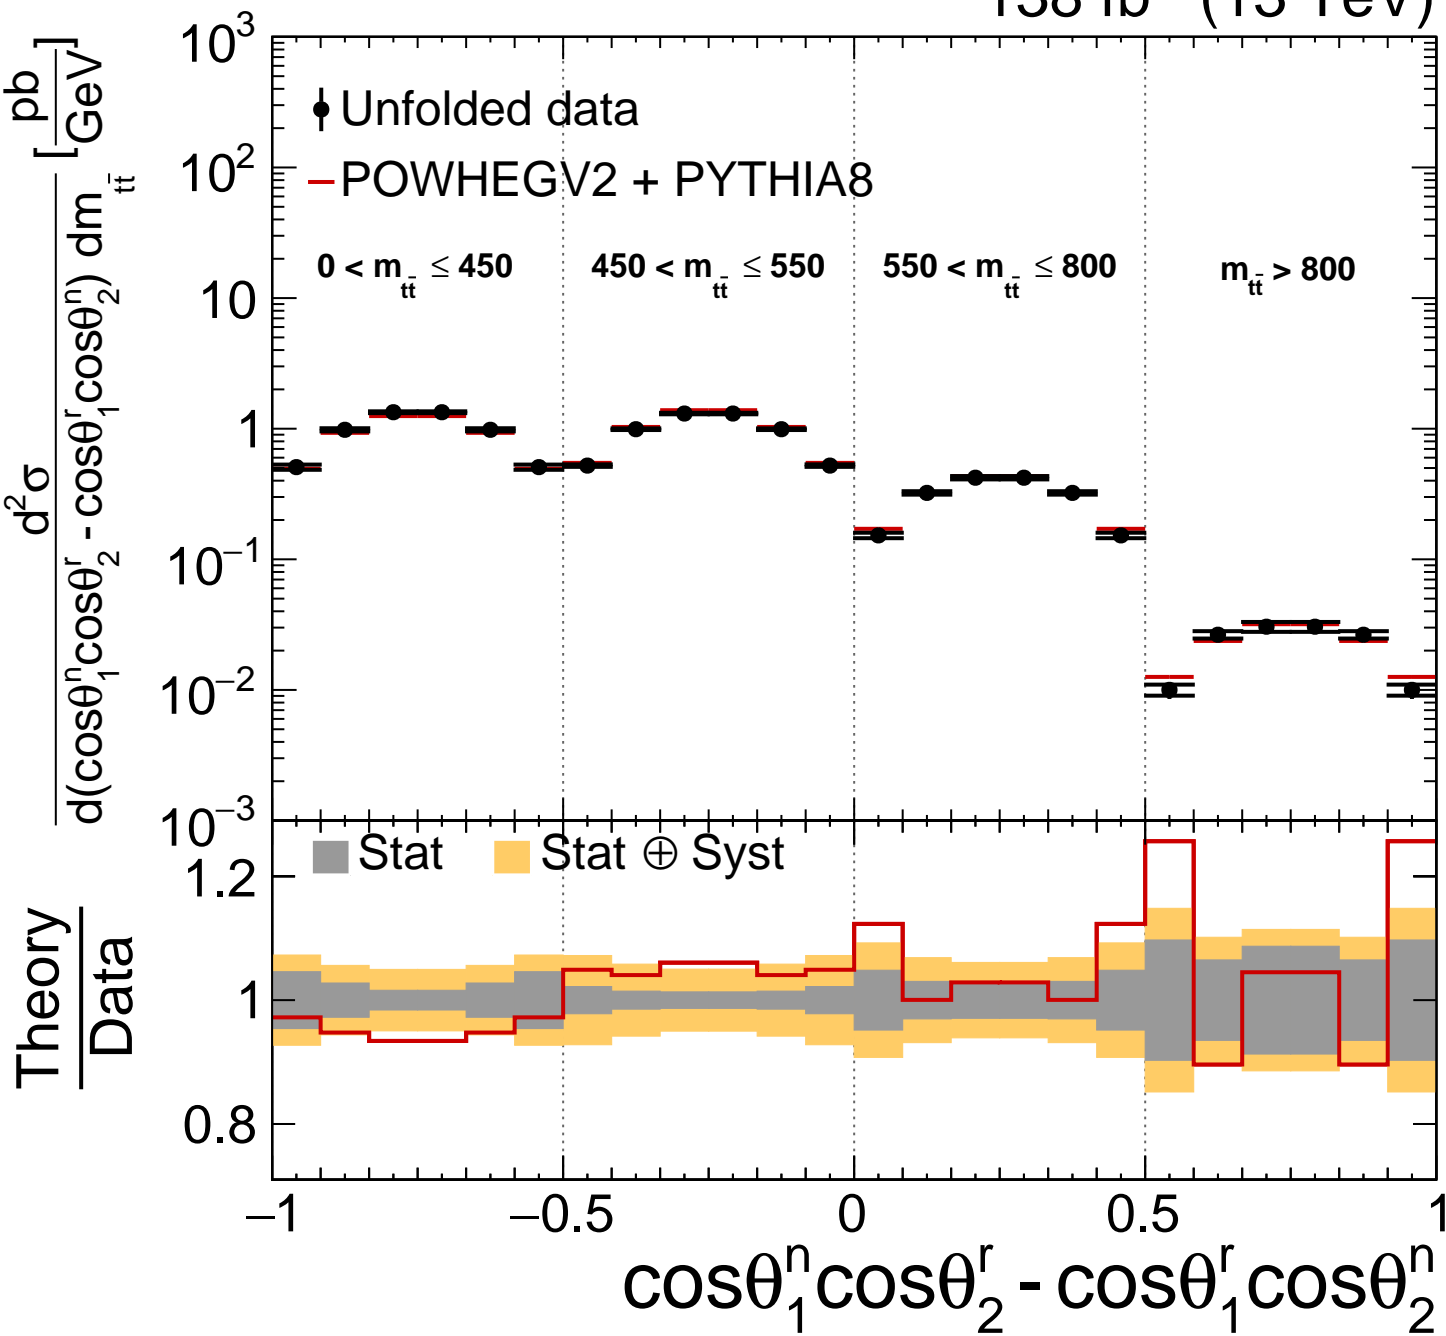 138 fb (13 TeV)
d²σ
d(cosθ₁ⁿcosθ₂ʳ - cosθ₁ʳcosθ₂ⁿ) dm_tt̄ [pb/GeV]
10³
Unfolded data
10²
POWHEGV2 + PYTHIA8
0 < m_tt̄ ≤ 450
450 < m_tt̄ ≤ 550
550 < m_tt̄ ≤ 800
m_tt̄ > 800
10
1
10⁻¹
10⁻²
10⁻³
Stat
Stat ⊕ Syst
Theory
Data
1.2
1
0.8
−1
−0.5
0
0.5
1
cosθ₁ⁿcosθ₂ʳ - cosθ₁ʳcosθ₂ⁿ